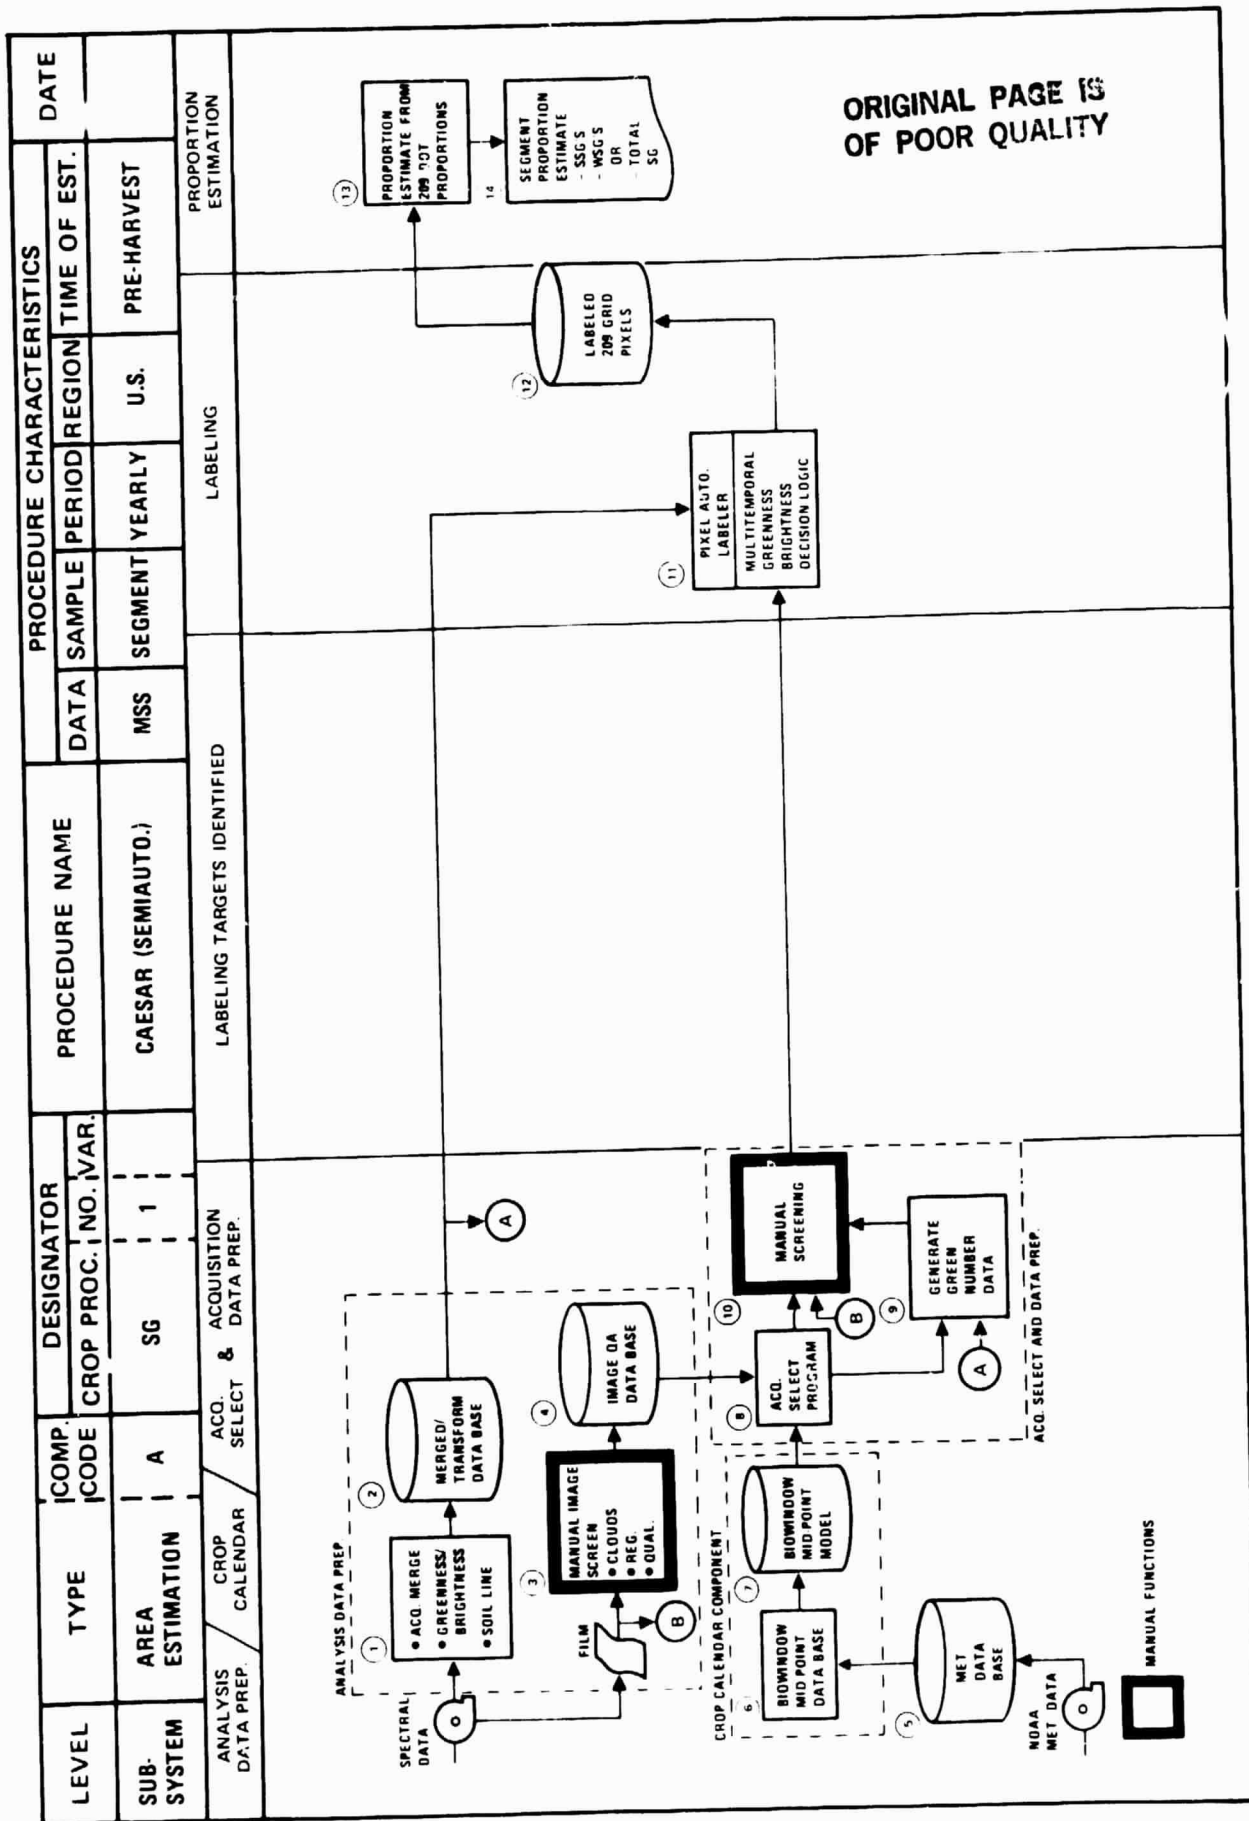 LEVEL
TYPE
DESIGNATOR
COMP. CODE
CROP PROC.
NO.
VAR.
PROCEDURE NAME
PROCEDURE CHARACTERISTICS
DATA
SAMPLE
PERIOD
REGION
TIME OF EST.
DATE
SUB-
SYSTEM
AREA
ESTIMATION
A
SG
1
CAESAR (SEMIAUTO.)
MSS
SEGMENT
YEARLY
U.S.
PRE-HARVEST
ANALYSIS
DATA PREP.
CROP
CALENDAR
ACQ.
SELECT
&
ACQUISITION
DATA PREP.
LABELING TARGETS IDENTIFIED
LABELING
PROPORTION
ESTIMATION
ANALYSIS DATA PREP
SPECTRAL
DATA
1
• ACQ. MERGE
• GREENNESS/
BRIGHTNESS
• SOIL LINE
2
MERGED/
TRANSFORM
DATA BASE
A
FILM
B
3
MANUAL IMAGE
SCREEN
• CLOUDS
• REG.
• QUAL.
4
IMAGE QA
DATA BASE
CROP CALENDAR COMPONENT
NOAA
MET DATA
5
MET
DATA
BASE
6
BIOWINDOW
MID POINT
DATA BASE
7
BIOWINDOW
MID POINT
MODEL
8
ACQ.
SELECT
PROGRAM
9
GENERATE
GREEN
NUMBER
DATA
A
B
10
MANUAL
SCREENING
ACQ. SELECT AND DATA PREP.
11
PIXEL AUTO.
LABELER
MULTITEMPORAL
GREENNESS
BRIGHTNESS
DECISION LOGIC
12
LABELED
209 GRID
PIXELS
13
PROPORTION
ESTIMATE FROM
209 DOT
PROPORTIONS
14
SEGMENT
PROPORTION
ESTIMATE
- SSG'S
- WSG'S
OR
- TOTAL
SG
MANUAL FUNCTIONS
ORIGINAL PAGE IS
OF POOR QUALITY